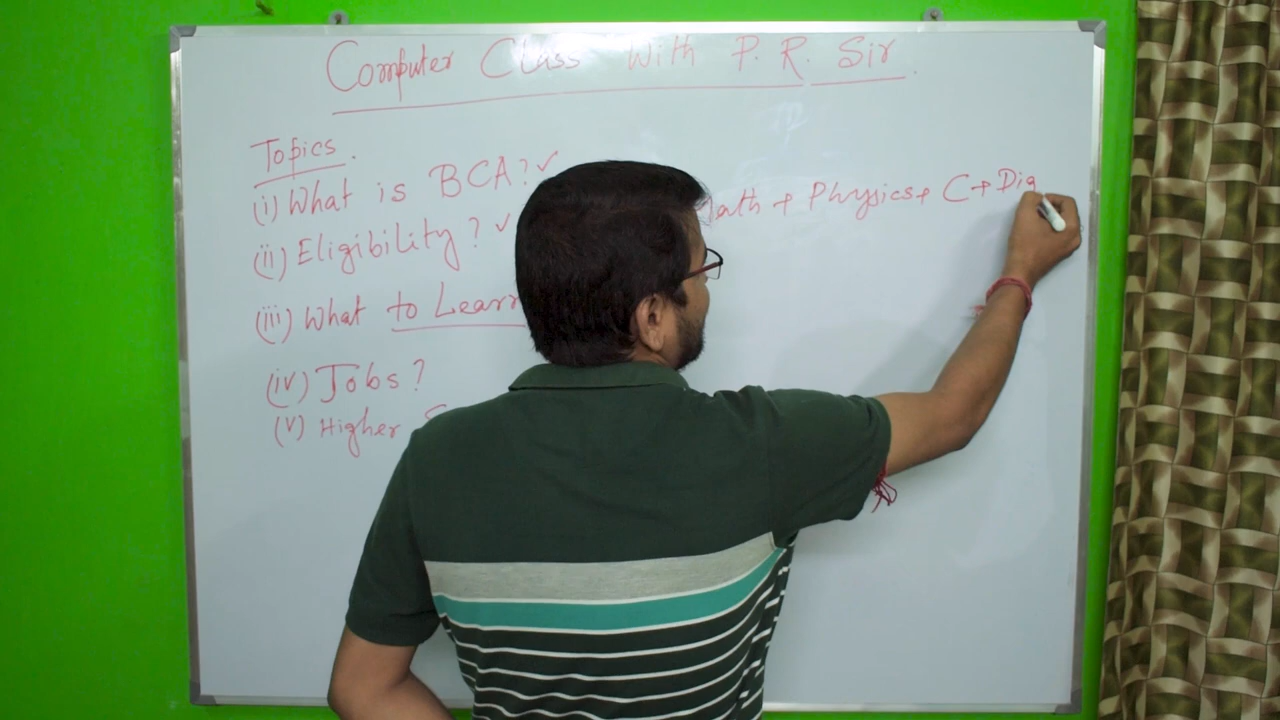 Computer Class With P. R. Sir.
Topics.
(i) What is BCA? ✓
(ii) Eligibility? ✓
(iii) What to Learn
(iv) Jobs?
(v) Higher
Math + Physics + C + Dig